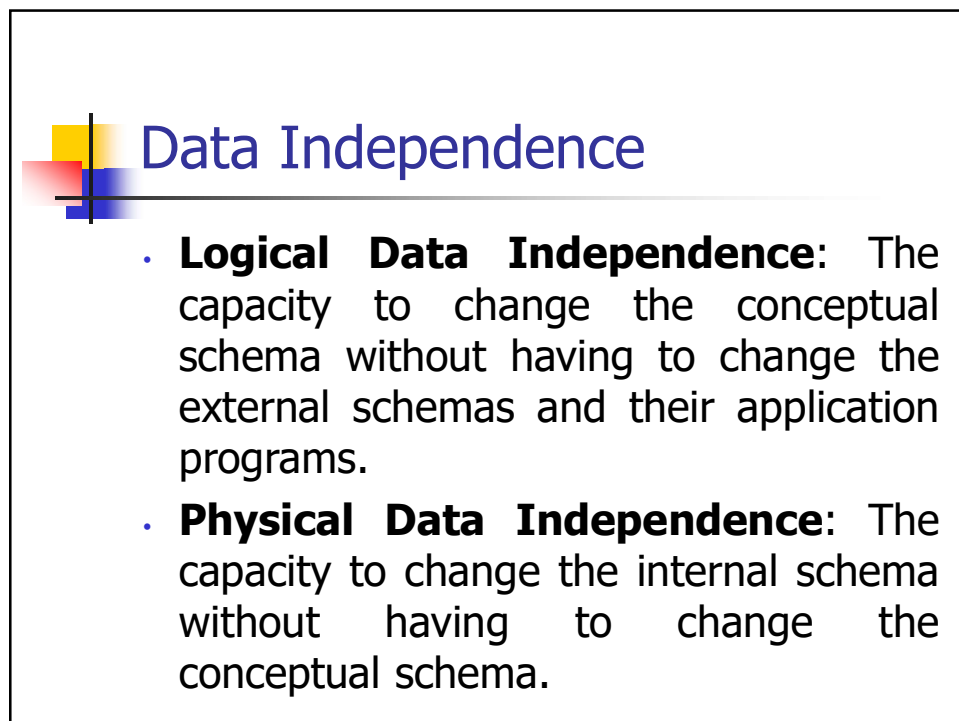 Data Independence
• Logical Data Independence: The
capacity to change the conceptual
schema without having to change the
external schemas and their application
programs.
• Physical Data Independence: The
capacity to change the internal schema
without having to change the
conceptual schema.